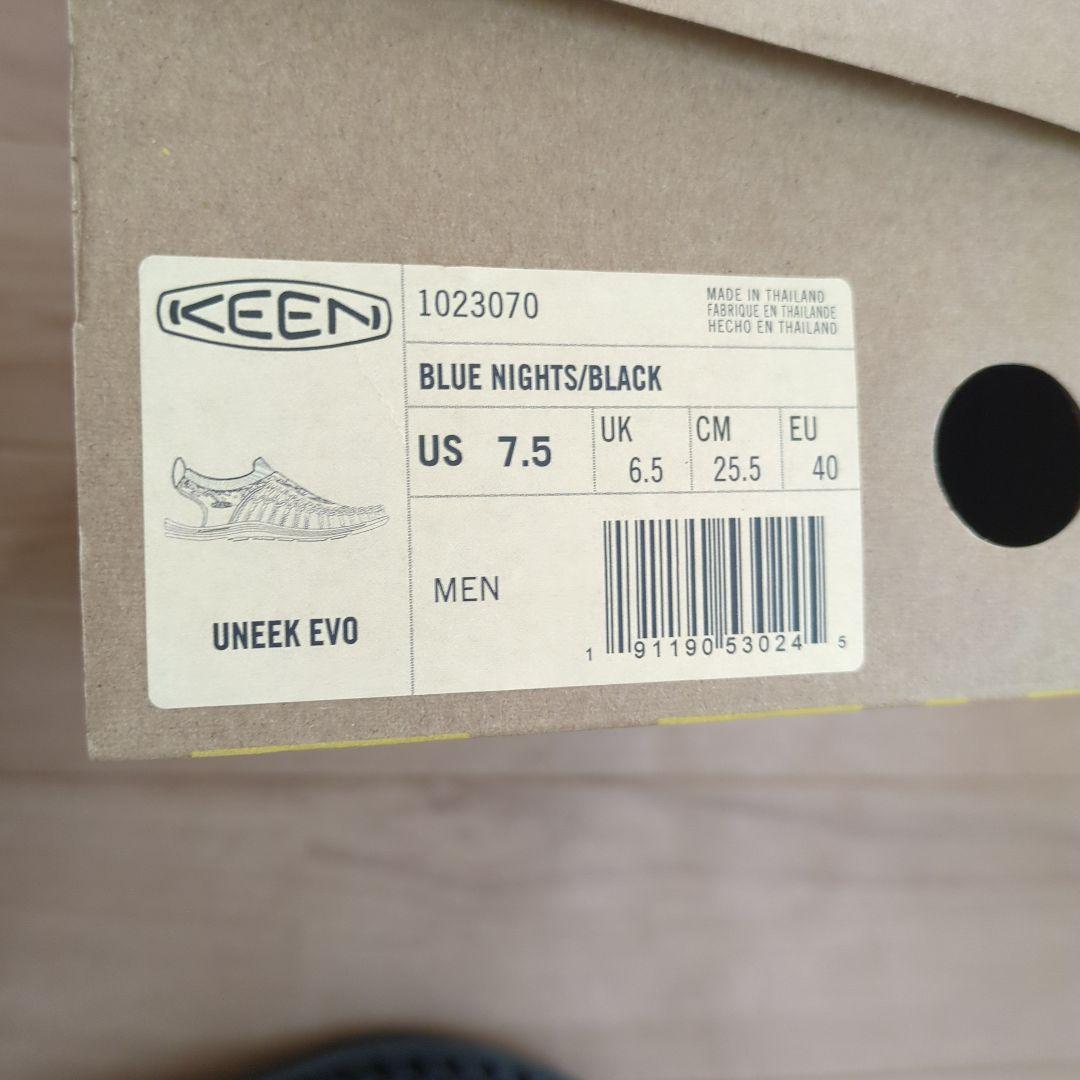 KEEN
1023070
MADE IN THAILAND
FABRIQUE EN THAILANDE
HECHO EN THAILAND
BLUE NIGHTS/BLACK
US 7.5
UK 6.5
CM 25.5
EU 40
MEN
UNEEK EVO
1 91190 53024 5